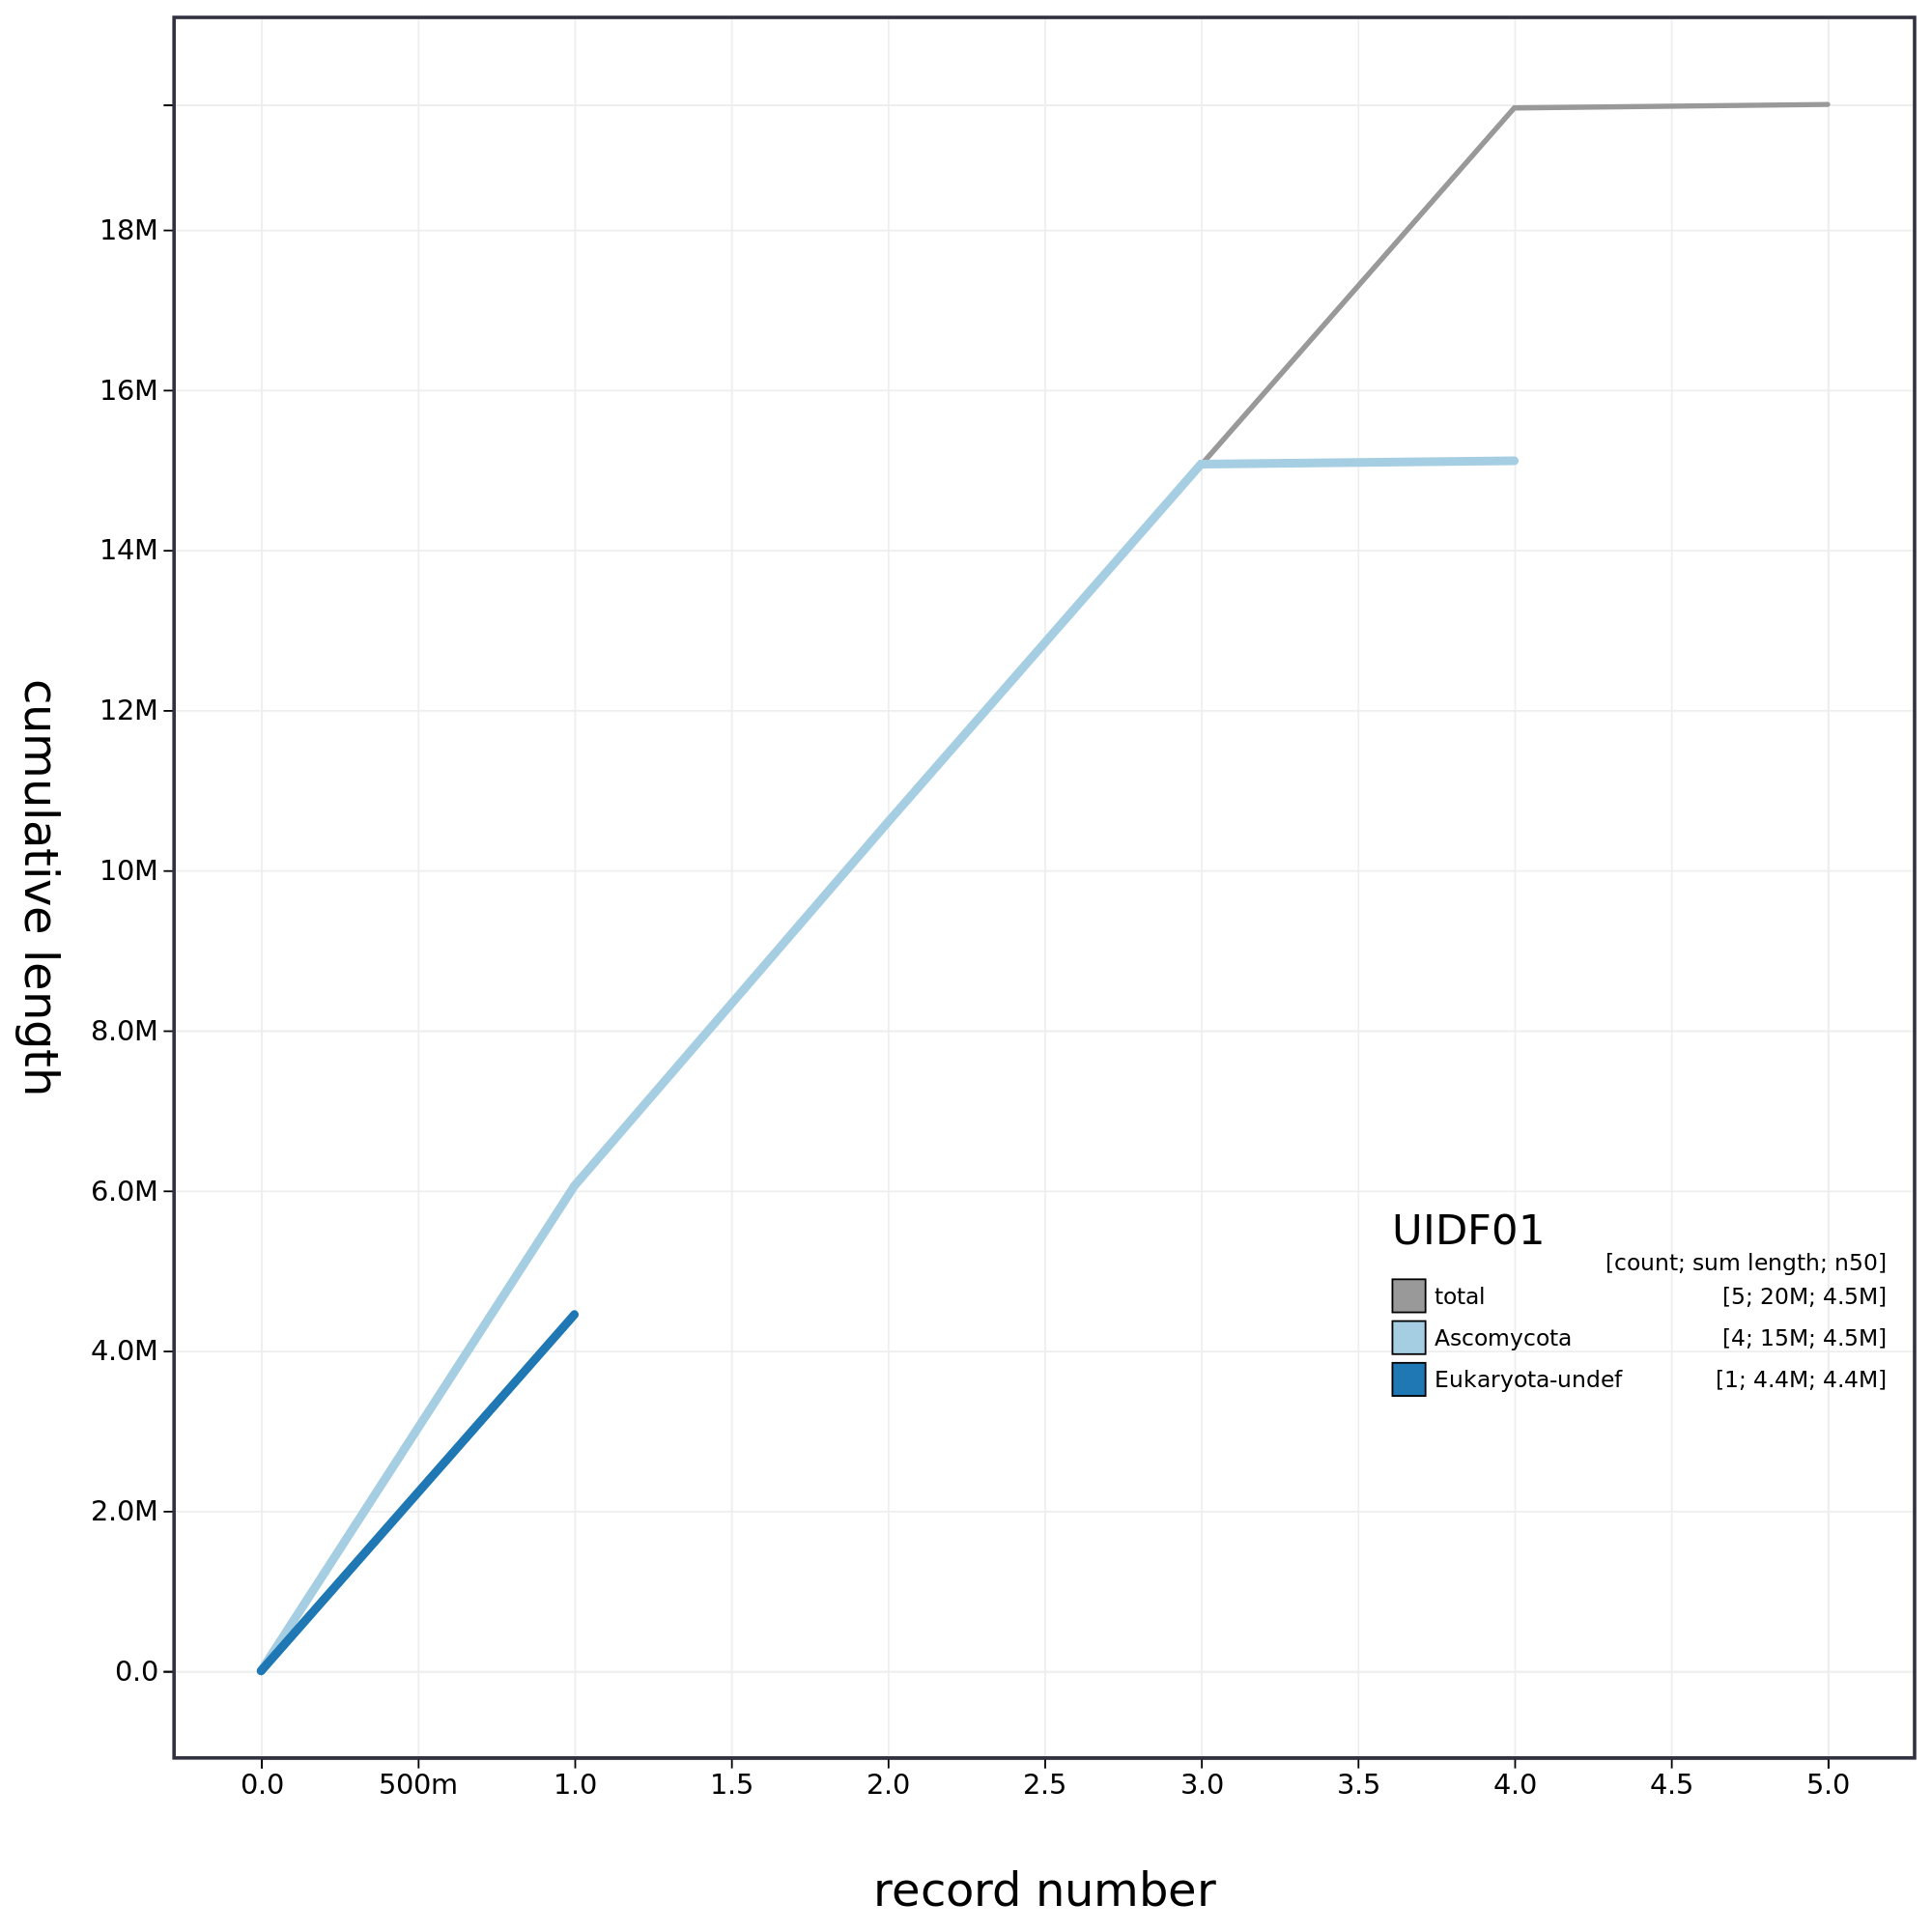 18M
16M
14M
12M
10M
8.0M
6.0M
4.0M
2.0M
0.0
cumulative length
UIDF01
[count; sum length; n50]
total [5; 20M; 4.5M]
Ascomycota [4; 15M; 4.5M]
Eukaryota-undef [1; 4.4M; 4.4M]
0.0 500m 1.0 1.5 2.0 2.5 3.0 3.5 4.0 4.5 5.0
record number